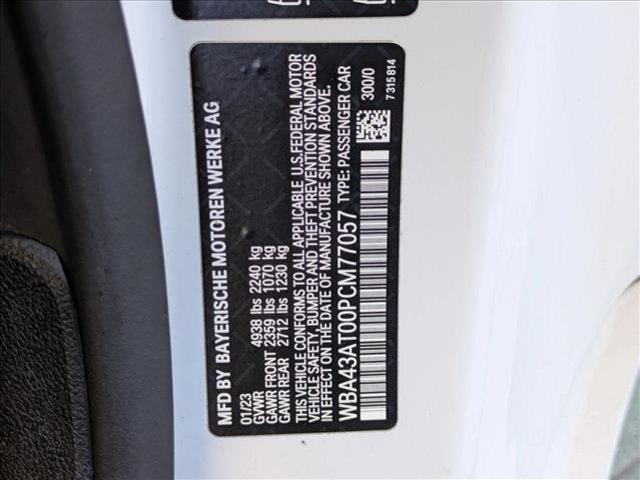 MFD BY BAYERISCHE MOTOREN WERKE AG
01/23
GVWR 4938 lbs 2240 kg
GAWR FRONT 2359 lbs 1070 kg
GAWR REAR 2712 lbs 1230 kg
THIS VEHICLE CONFORMS TO ALL APPLICABLE U.S.FEDERAL MOTOR
VEHICLE SAFETY, BUMPER AND THEFT PREVENTION STANDARDS
IN EFFECT ON THE DATE OF MANUFACTURE SHOWN ABOVE.
WBA43AT00PCM77057 TYPE: PASSENGER CAR
300/0
7315814